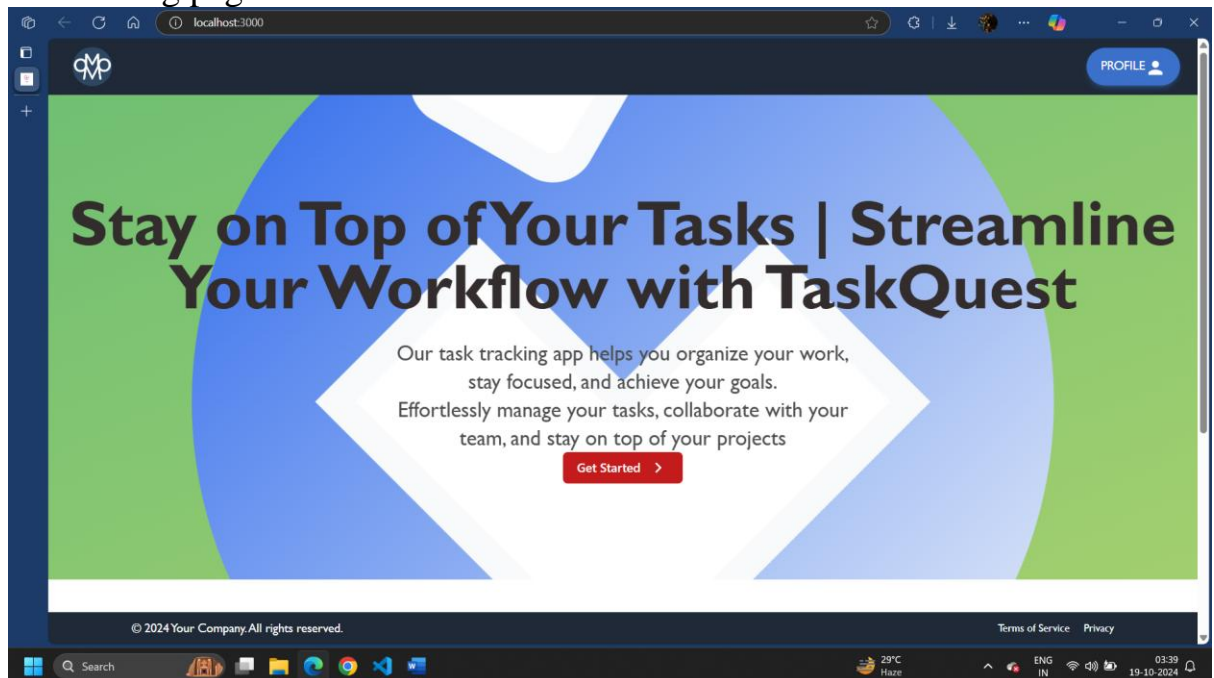 localhost:3000
PROFILE
Stay on Top of Your Tasks | Streamline
Your Workflow with TaskQuest
Our task tracking app helps you organize your work,
stay focused, and achieve your goals.
Effortlessly manage your tasks, collaborate with your
team, and stay on top of your projects
Get Started
© 2024 Your Company. All rights reserved.
Terms of Service Privacy
Search
29°C
Haze
ENG
IN
03:39
19-10-2024